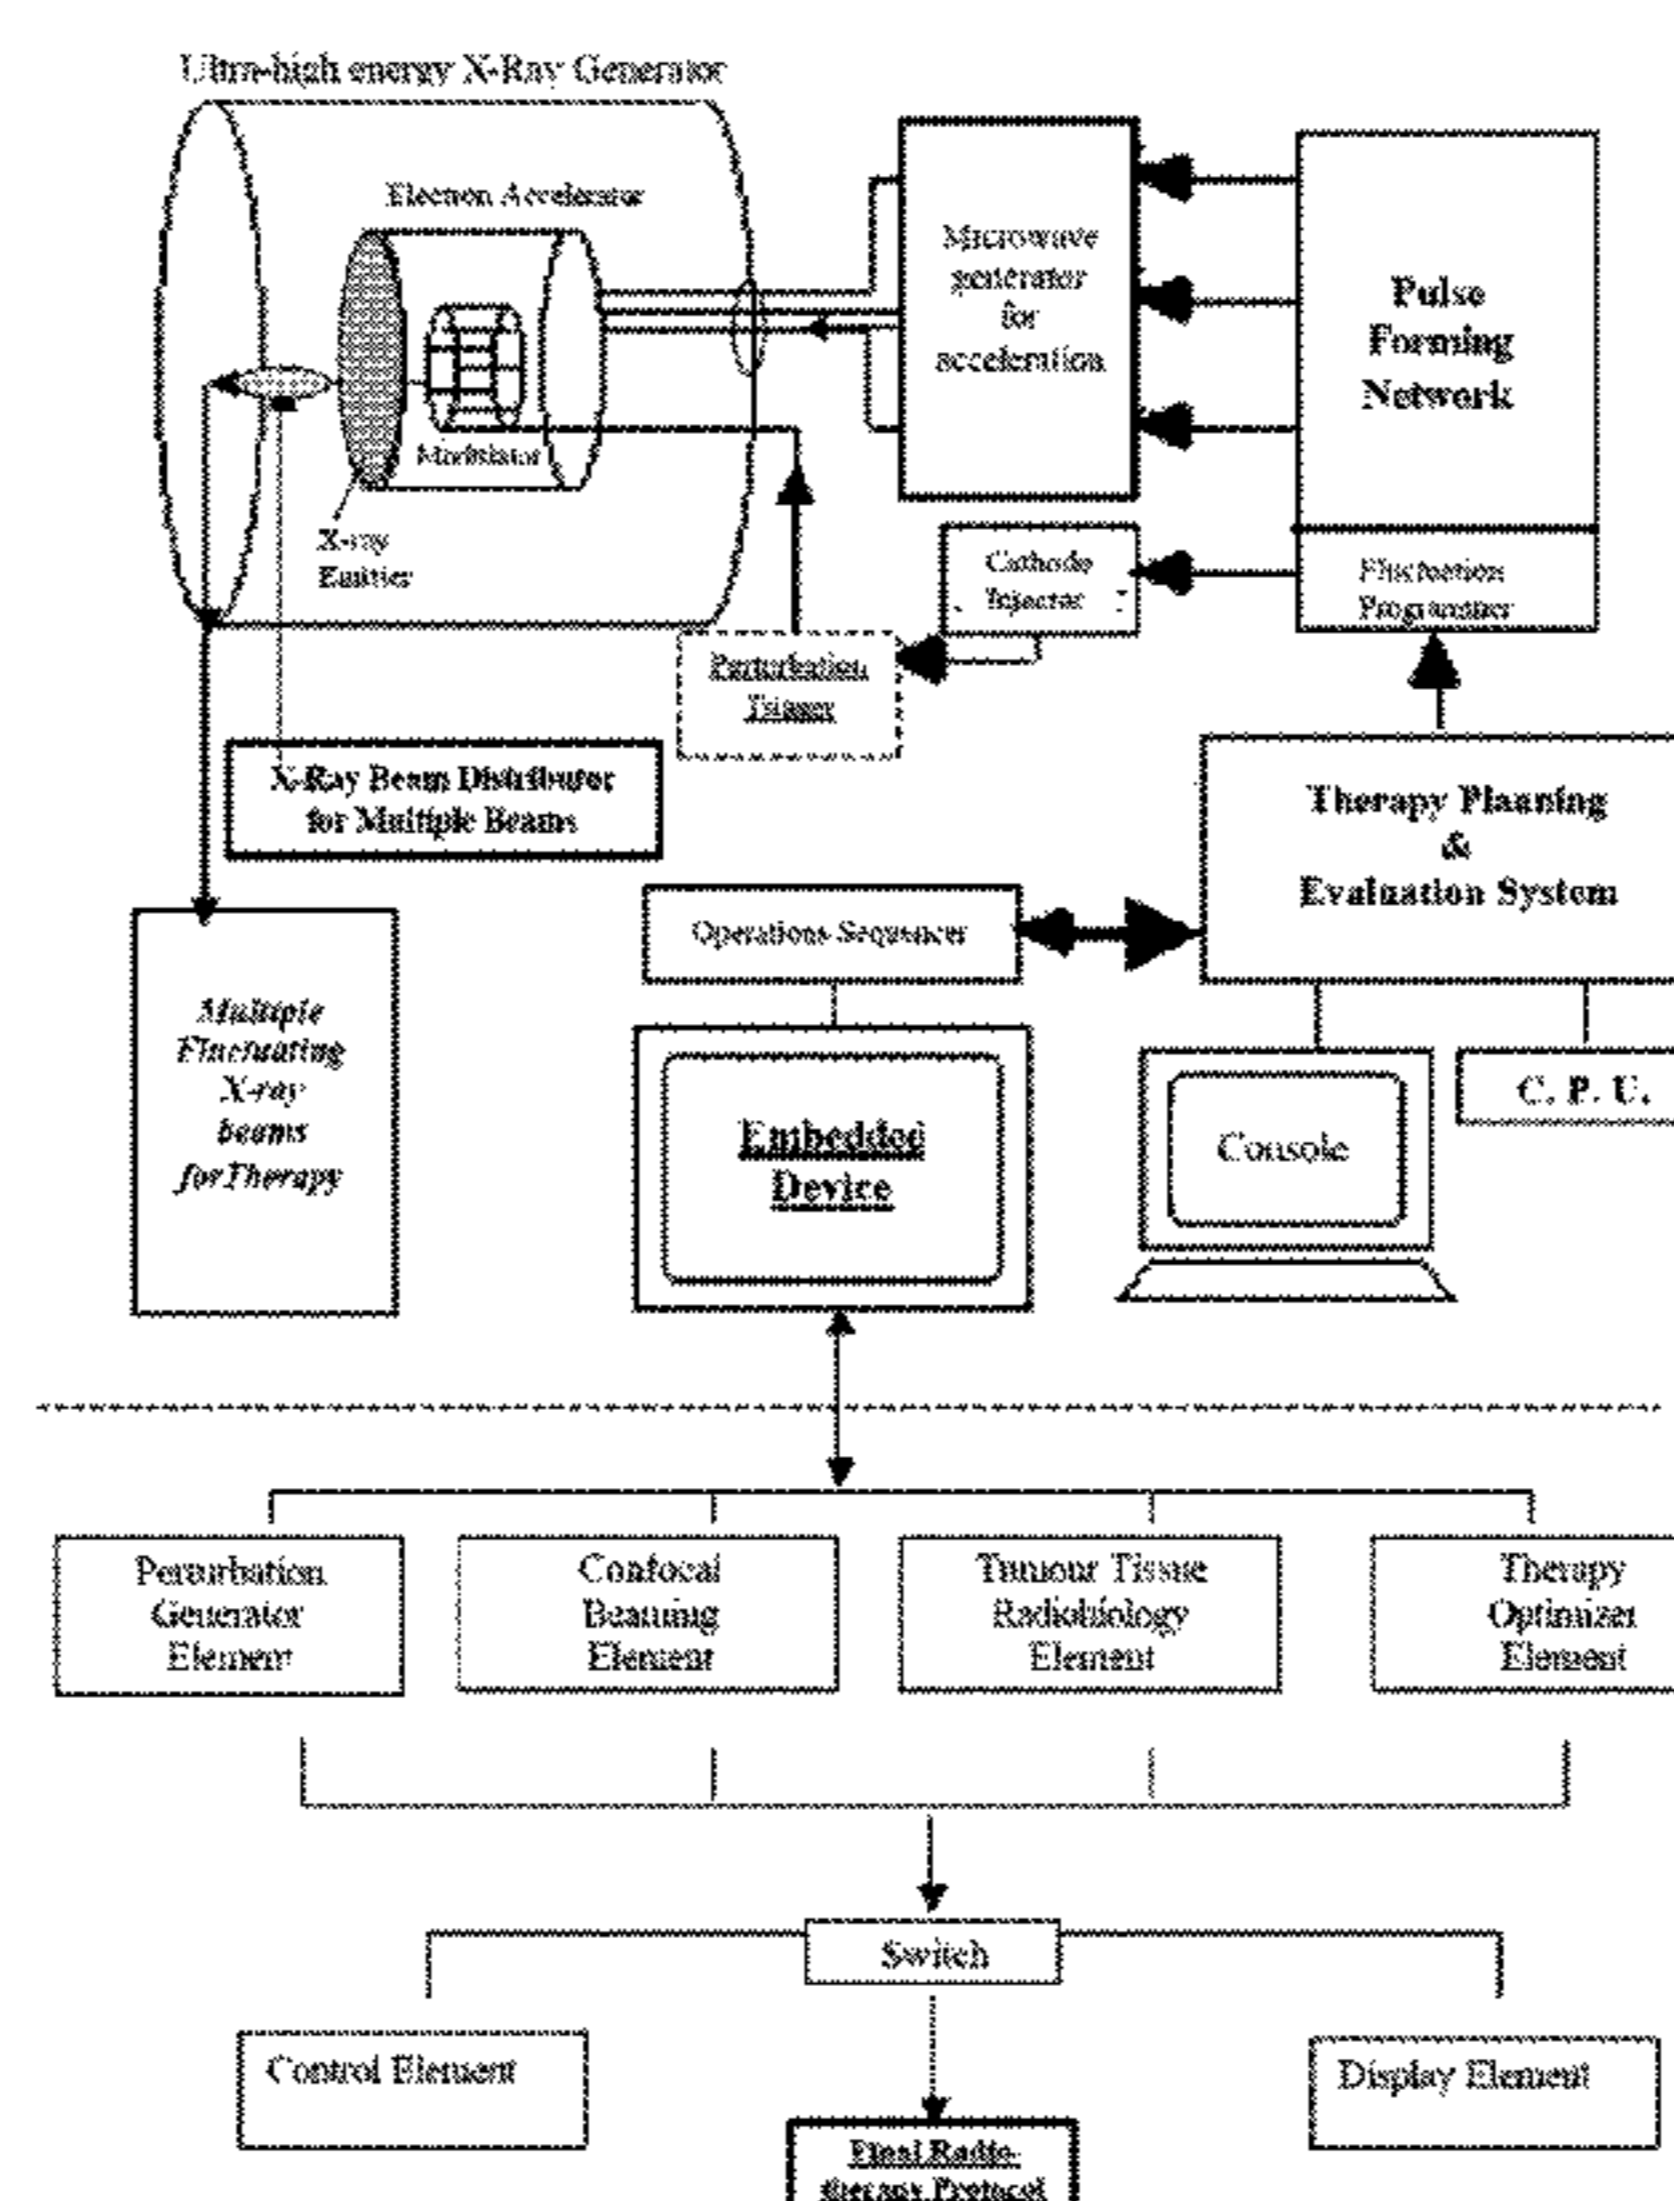 Ultra-high energy X-Ray Generator
Electron Accelerator
Microwave
generator
for
acceleration
Pulse
Forming
Network
Modulator
X-ray
Emitter
Cathode
Injector
Fluctuation
Programmer
Perturbation
Trigger
X-Ray Beam Distributor
for Multiple Beams
Therapy Planning
&
Evaluation System
Operations Sequencer
Multiple
Fluctuating
X-ray
beams
forTherapy
Embedded
Device
Console
C. P. U.
Perturbation
Generator
Element
Confocal
Beaming
Element
Tumour Tissue
Radiobiology
Element
Therapy
Optimizer
Element
Switch
Control Element
Display Element
Final Radio-
therapy Protocol